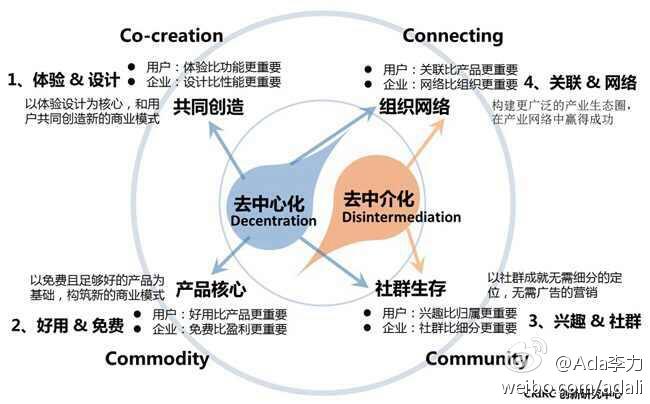 Co-creation
用户：体验比功能更重要
企业：设计比性能更重要
1、体验 & 设计
以体验设计为核心，和用
户共同创造新的商业模式
共同创造
Connecting
用户：关联比产品更重要
企业：网络比组织更重要
4、关联 & 网络
组织网络
构建更广泛的产业生态圈，
在产业网络中赢得成功
去中心化
Decentration
去中介化
Disintermediation
以免费且足够好的产品为
基础，构筑新的商业模式
产品核心
2、好用 & 免费
用户：好用比产品更重要
企业：免费比盈利更重要
Commodity
社群生存
以社群成就无需细分的定
位，无需广告的营销
用户：兴趣比归属更重要
企业：社群比细分更重要
3、兴趣 & 社群
Community
@Ada李力
weibo.com/adali
创新研究中心